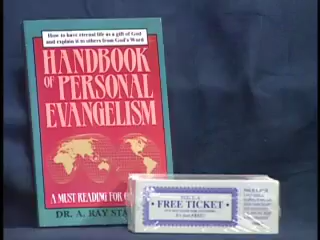 How to have eternal life as a gift of God
and explain it to others from God's Word
HANDBOOK
OF PERSONAL
EVANGELISM
A MUST READING FOR
DR. A. RAY
FREE TICKET